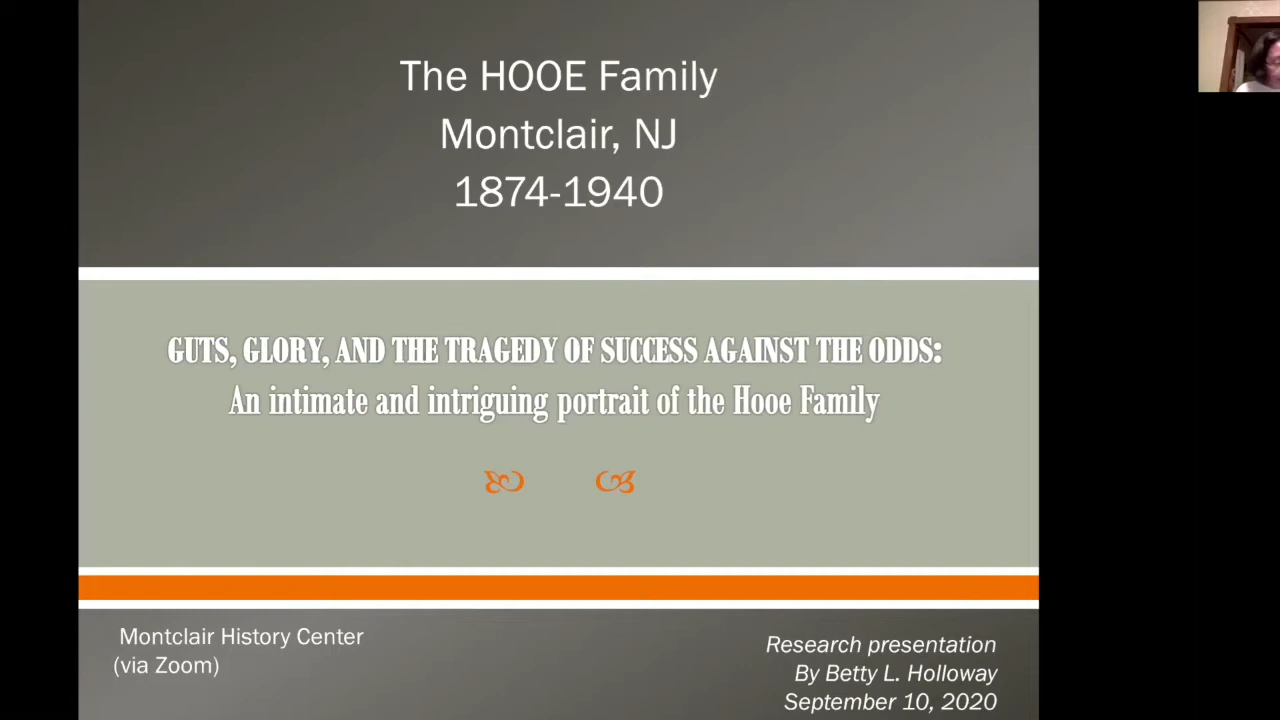 The HOOE Family
Montclair, NJ
1874-1940
GUTS, GLORY, AND THE TRAGEDY OF SUCCESS AGAINST THE ODDS:
An intimate and intriguing portrait of the Hooe Family
Montclair History Center
(via Zoom)
Research presentation
By Betty L. Holloway
September 10, 2020